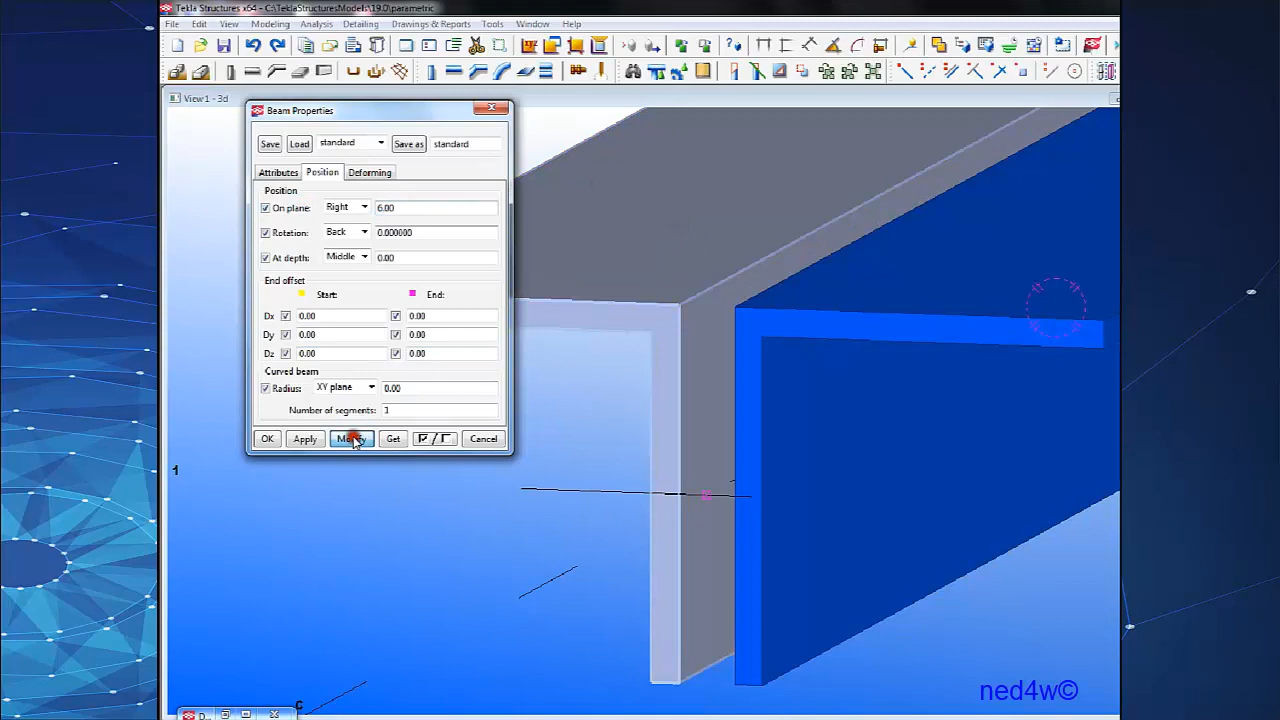 Tekla Structures x64 - C:\TeklaStructuresModels\19.0\parametric
File Edit View Modeling Analysis Detailing Drawings & Reports Tools Window Help
View1 - 3d
Beam Properties
Save Load standard Save as standard
Attributes Position Deforming
Position
On plane: Right 6.00
Rotation: Back 0.000000
At depth: Middle 0.00
End offset
Start: End:
Dx 0.00 0.00
Dy 0.00 0.00
Dz 0.00 0.00
Curved beam
Radius: XY plane 0.00
Number of segments: 1
OK Apply Modify Get / Cancel
1
ned4w©
C
D...